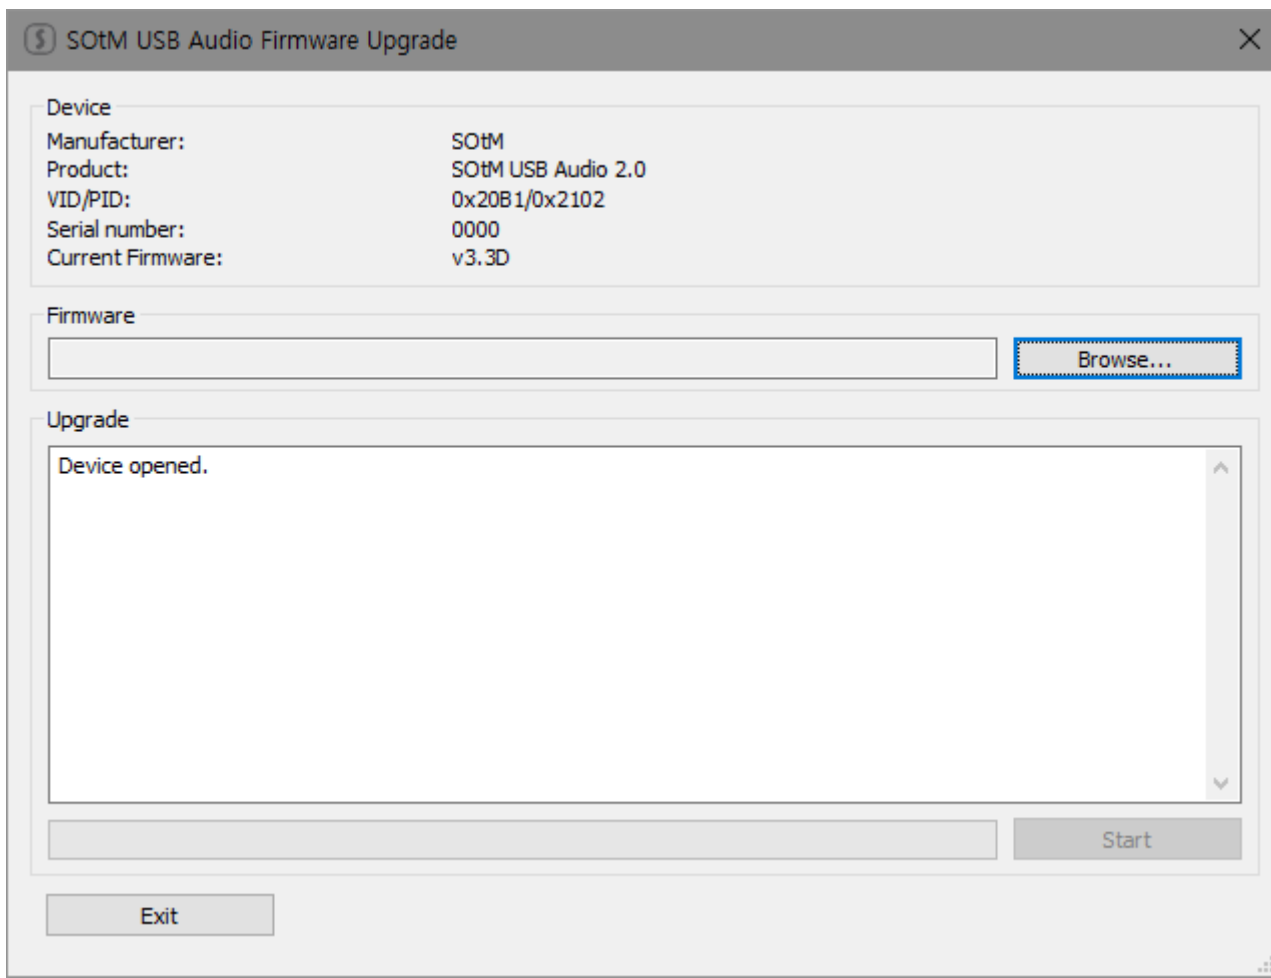 SOtM USB Audio Firmware Upgrade
Device
Manufacturer: SOtM
Product: SOtM USB Audio 2.0
VID/PID: 0x20B1/0x2102
Serial number: 0000
Current Firmware: v3.3D
Firmware
Browse...
Upgrade
Device opened.
Start
Exit